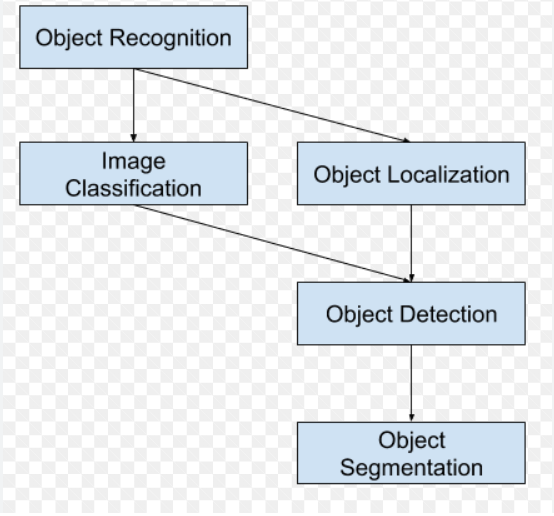 Object Recognition
Image
Classification
Object Localization
Object Detection
Object
Segmentation